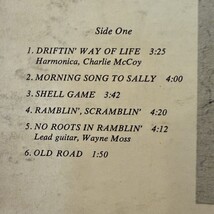 Side One
1. DRIFTIN' WAY OF LIFE 3:25
Harmonica, Charlie McCoy
2. MORNING SONG TO SALLY 4:00
3. SHELL GAME 3:42
4. RAMBLIN', SCRAMBLIN' 4:20
5. NO ROOTS IN RAMBLIN' 4:12
Lead guitar, Wayne Moss
6. OLD ROAD 1:50